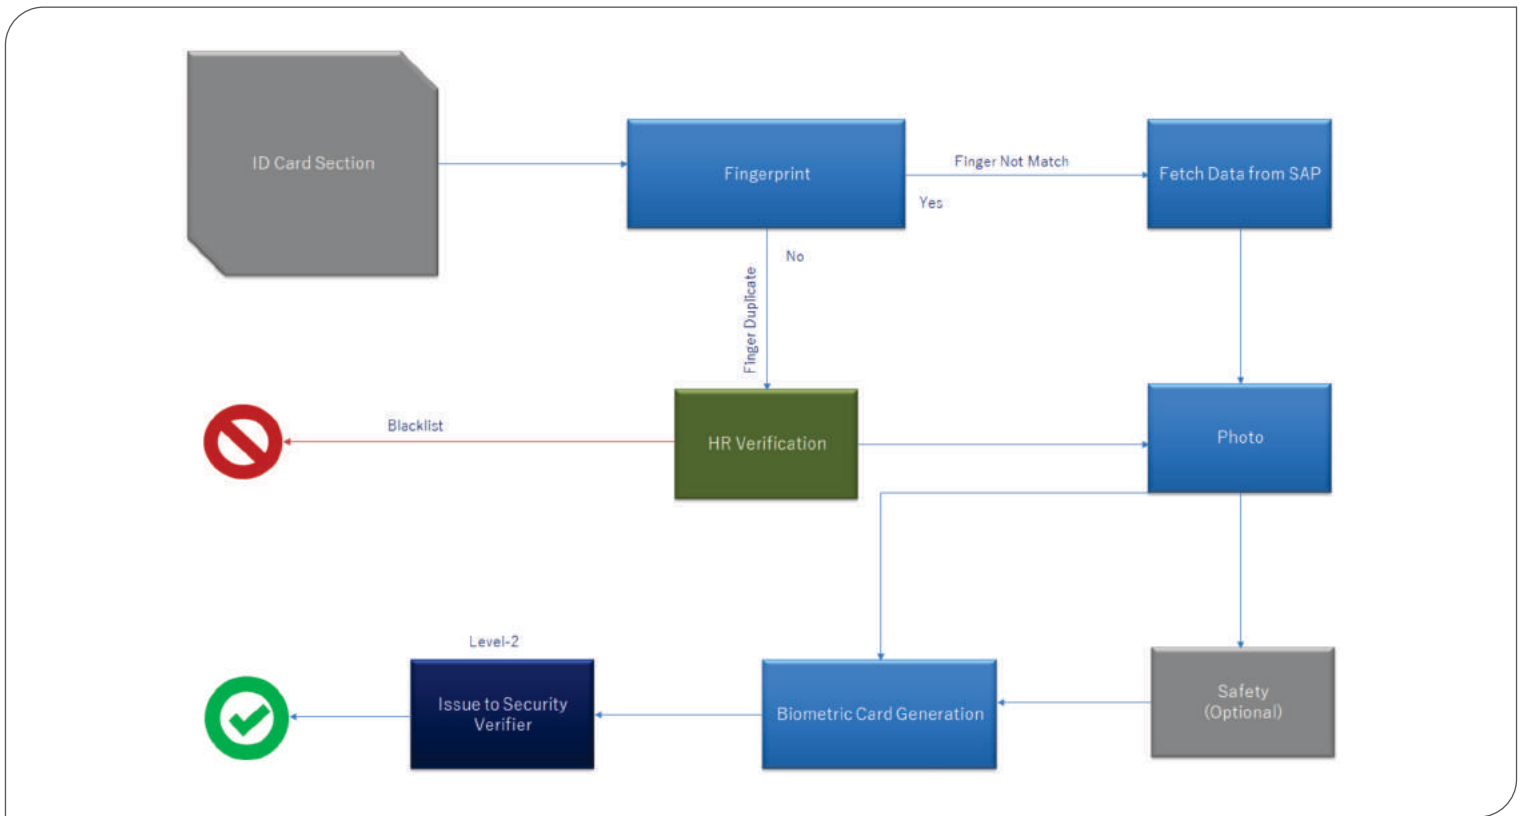 ID Card Section
Fingerprint
Finger Not Match
Yes
Fetch Data from SAP
No
Finger Duplicate
Blacklist
HR Verification
Photo
Level-2
Issue to Security
Verifier
Biometric Card Generation
Safety
(Optional)